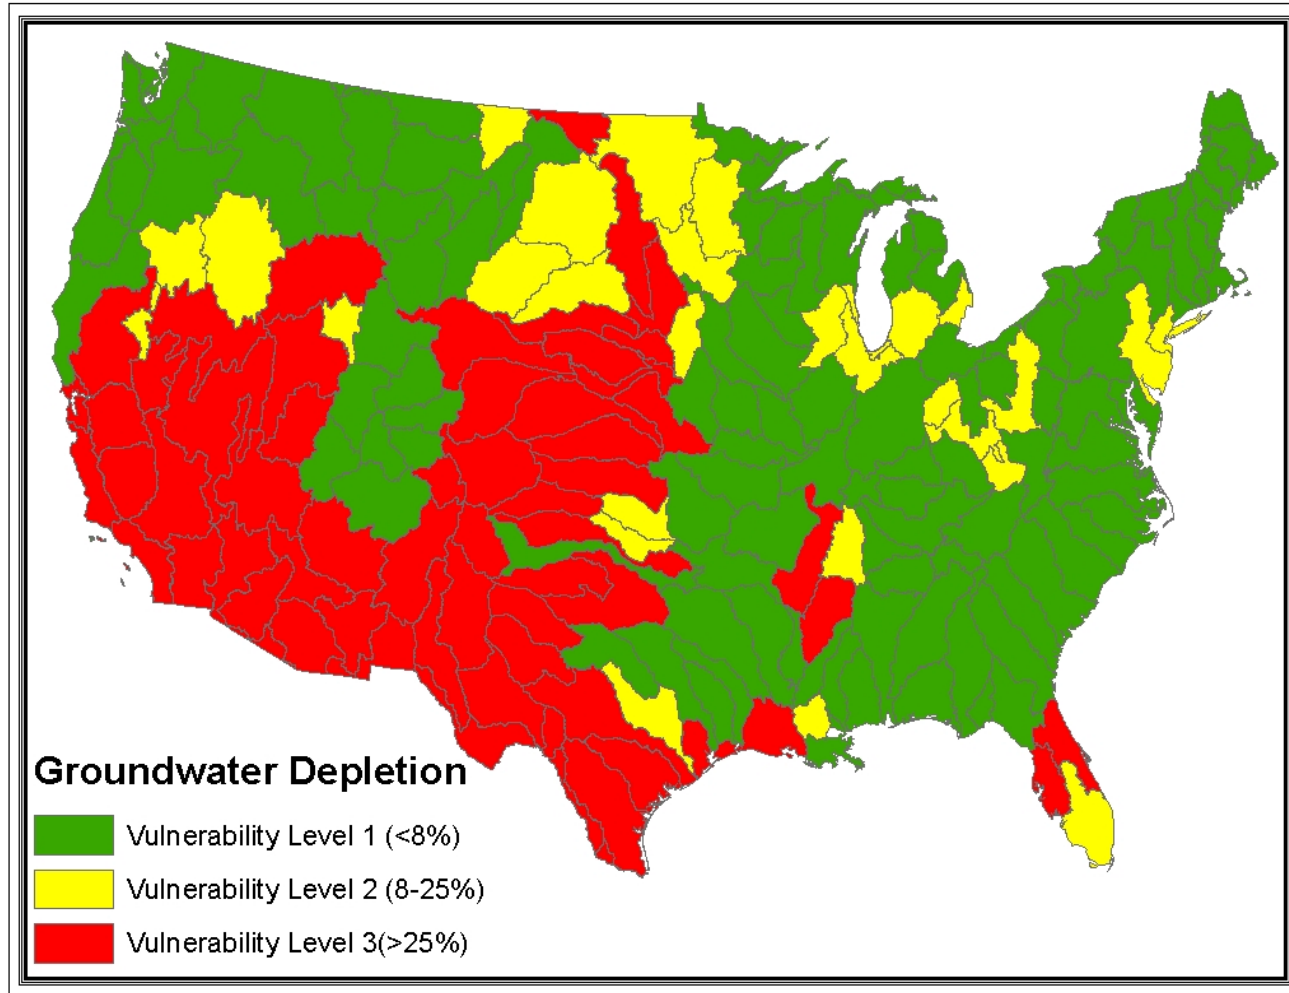 Groundwater Depletion
Vulnerability Level 1 (<8%)
Vulnerability Level 2 (8-25%)
Vulnerability Level 3(>25%)